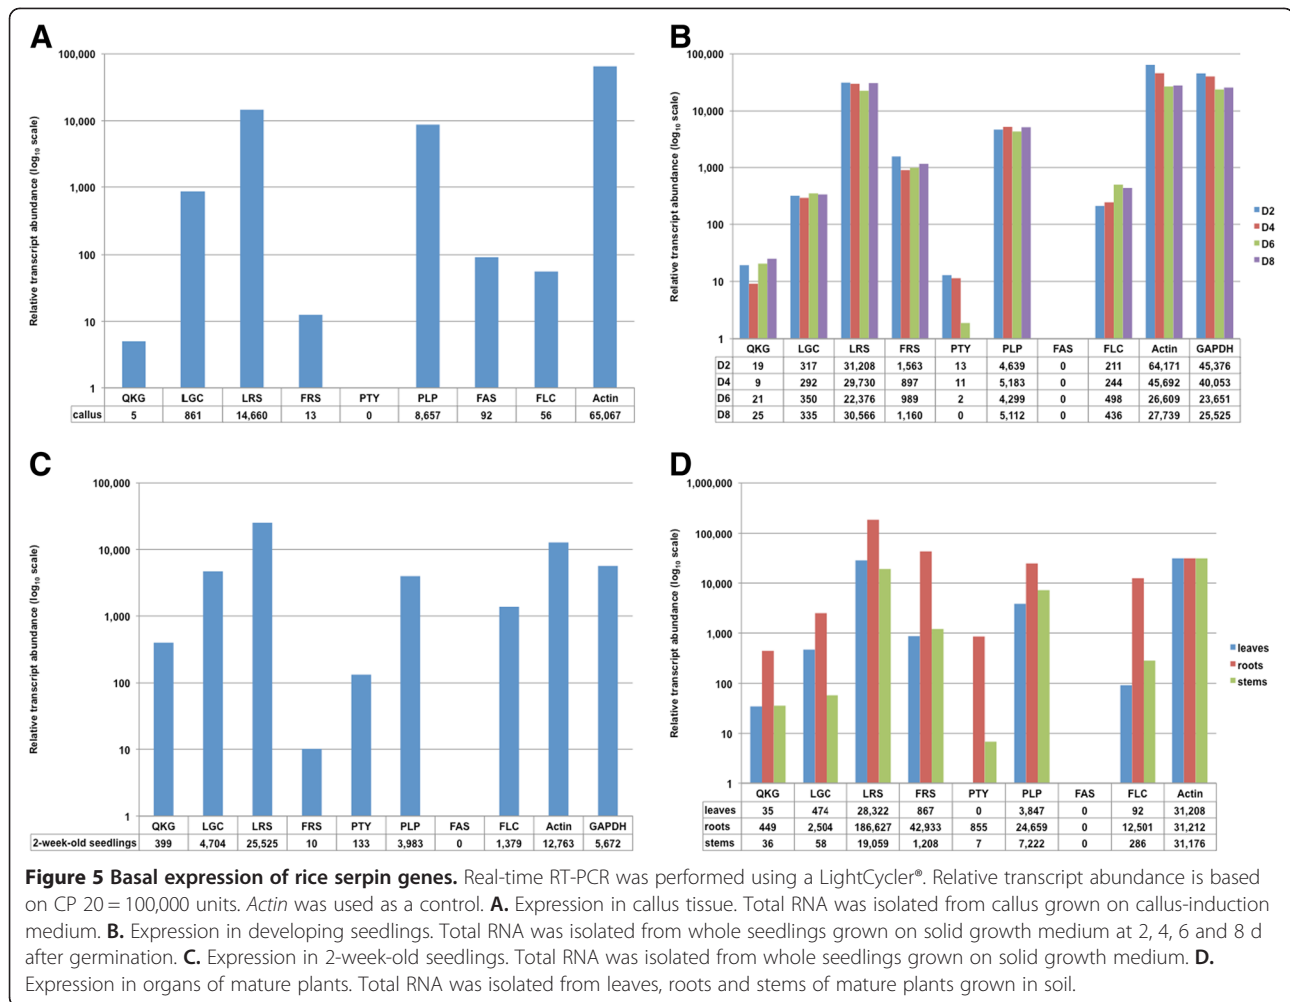 A
Relative transcript abundance (log10 scale)
100,000
10,000
1,000
100
10
1
QKG LGC LRS FRS PTY PLP FAS FLC Actin
callus 5 861 14,660 13 0 8,657 92 56 65,067
B
Relative transcript abundance (log10 scale)
100,000
10,000
1,000
100
10
1
D2
D4
D6
D8
QKG LGC LRS FRS PTY PLP FAS FLC Actin GAPDH
D2 19 317 31,208 1,563 13 4,639 0 211 64,171 45,376
D4 9 292 29,730 897 11 5,183 0 244 45,692 40,053
D6 21 350 22,376 989 2 4,299 0 498 26,609 23,651
D8 25 335 30,566 1,160 0 5,112 0 436 27,739 25,525
C
Relative transcript abundance (log10 scale)
100,000
10,000
1,000
100
10
1
QKG LGC LRS FRS PTY PLP FAS FLC Actin GAPDH
2-week-old seedlings 399 4,704 25,525 10 133 3,983 0 1,379 12,763 5,672
D
Relative transcript abundance (log10 scale)
1,000,000
100,000
10,000
1,000
100
10
1
leaves
roots
stems
QKG LGC LRS FRS PTY PLP FAS FLC Actin
leaves 35 474 28,322 867 0 3,847 0 92 31,208
roots 449 2,504 186,627 42,933 855 24,659 0 12,501 31,212
stems 36 58 19,059 1,208 7 7,222 0 286 31,176
Figure 5 Basal expression of rice serpin genes. Real-time RT-PCR was performed using a LightCycler®. Relative transcript abundance is based
on CP 20 = 100,000 units. Actin was used as a control. A. Expression in callus tissue. Total RNA was isolated from callus grown on callus-induction
medium. B. Expression in developing seedlings. Total RNA was isolated from whole seedlings grown on solid growth medium at 2, 4, 6 and 8 d
after germination. C. Expression in 2-week-old seedlings. Total RNA was isolated from whole seedlings grown on solid growth medium. D.
Expression in organs of mature plants. Total RNA was isolated from leaves, roots and stems of mature plants grown in soil.